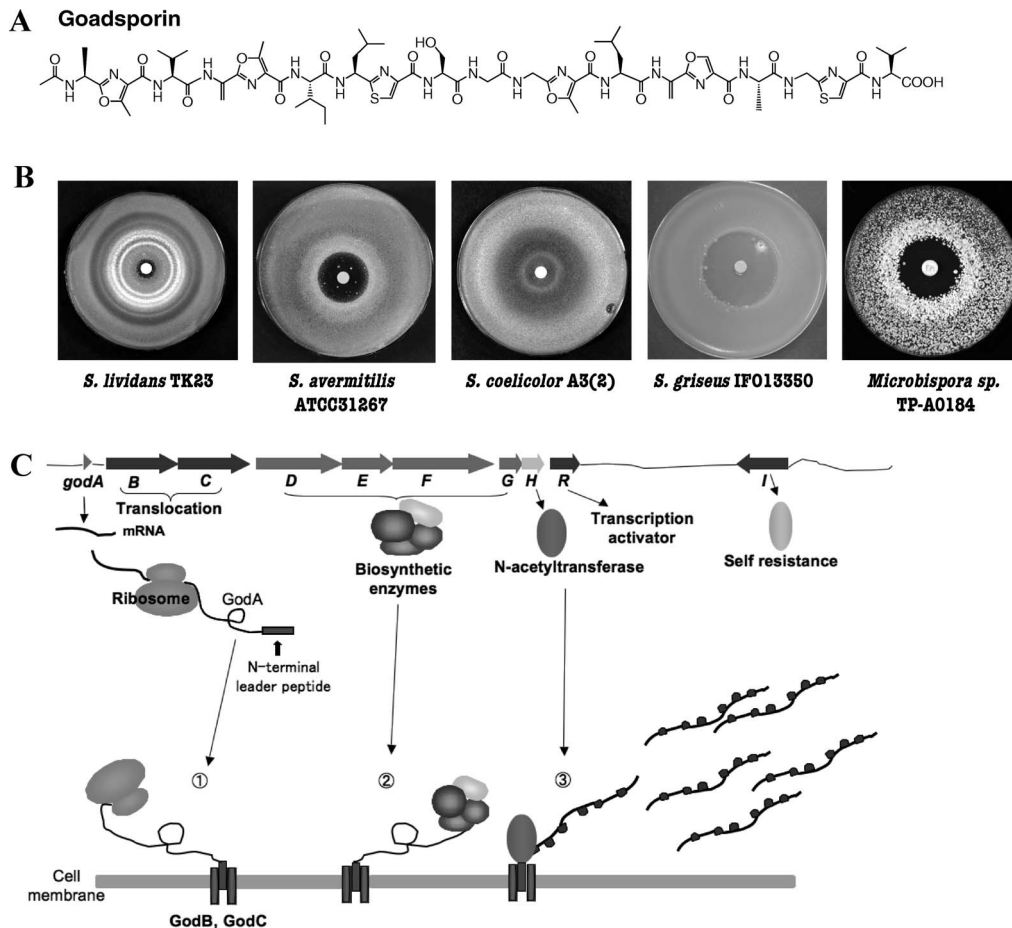 A Goadsporin
HO
COOH
B
S. lividans TK23
S. avermitilis
ATCC31267
S. coelicolor A3(2)
S. griseus IFO13350
Microbispora sp.
TP-A0184
C
godA B C D E F G H R I
Translocation
mRNA
Ribosome
GodA
N-terminal
leader peptide
Biosynthetic
enzymes
N-acetyltransferase
Transcription
activator
Self resistance
① ② ③
Cell
membrane
GodB, GodC